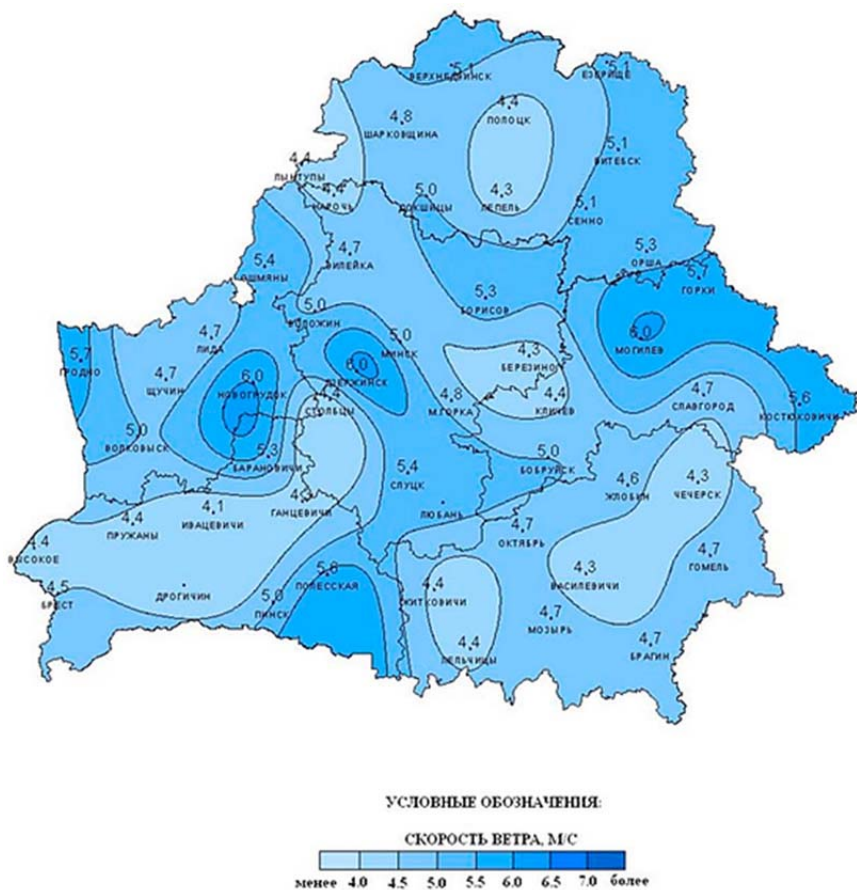 5.1
ВЕРХНЕДВИНСК
5.1
ЕЗЕРИЩЕ
4.4
ПОЛОЦК
4.8
ШАРКОВЩИНА
5.1
ВИТЕБСК
4.4
ЛЫНТУПЫ
4.4
НАРОЧЬ
5.0
ДОКШИЦЫ
4.3
ЛЕПЕЛЬ
5.1
СЕННО
5.3
ОРША
4.7
ВИЛЕЙКА
5.4
ОШМЯНЫ
5.7
ГОРКИ
5.3
БОРИСОВ
5.0
ВОЛОЖИН
4.7
ЛИДА
5.0
МИНСК
6.0
МОГИЛЕВ
5.7
ГРОДНО
4.3
БЕРЕЗИНО
6.0
ДЗЕРЖИНСК
4.7
ЩУЧИН
6.0
НОВОГРУДОК
4.4
СТОЛБЦЫ
4.8
М.ГОРКА
4.4
КЛИЧЕВ
4.7
СЛАВГОРОД
5.6
КОСТЮКОВИЧИ
5.0
ВОЛКОВЫСК
5.3
БАРАНОВИЧИ
5.0
БОБРУЙСК
5.4
СЛУЦК
4.6
ЖЛОБИН
4.3
ЧЕЧЕРСК
4.3
ГАНЦЕВИЧИ
4.1
ИВАЦЕВИЧИ
4.4
ПРУЖАНЫ
ЛЮБАНЬ
4.7
ОКТЯБРЬ
4.4
ВЫСОКОЕ
4.7
ГОМЕЛЬ
4.3
ВАСИЛЕВИЧИ
5.6
ПОЛЕССКАЯ
4.5
БРЕСТ
ДРОГИЧИН
5.0
ПИНСК
4.4
ЖИТКОВИЧИ
4.7
МОЗЫРЬ
4.4
ЛЕЛЬЧИЦЫ
4.7
БРАГИН
УСЛОВНЫЕ ОБОЗНАЧЕНИЯ:
СКОРОСТЬ ВЕТРА, М/С
менее 4.0 4.5 5.0 5.5 6.0 6.5 7.0 более